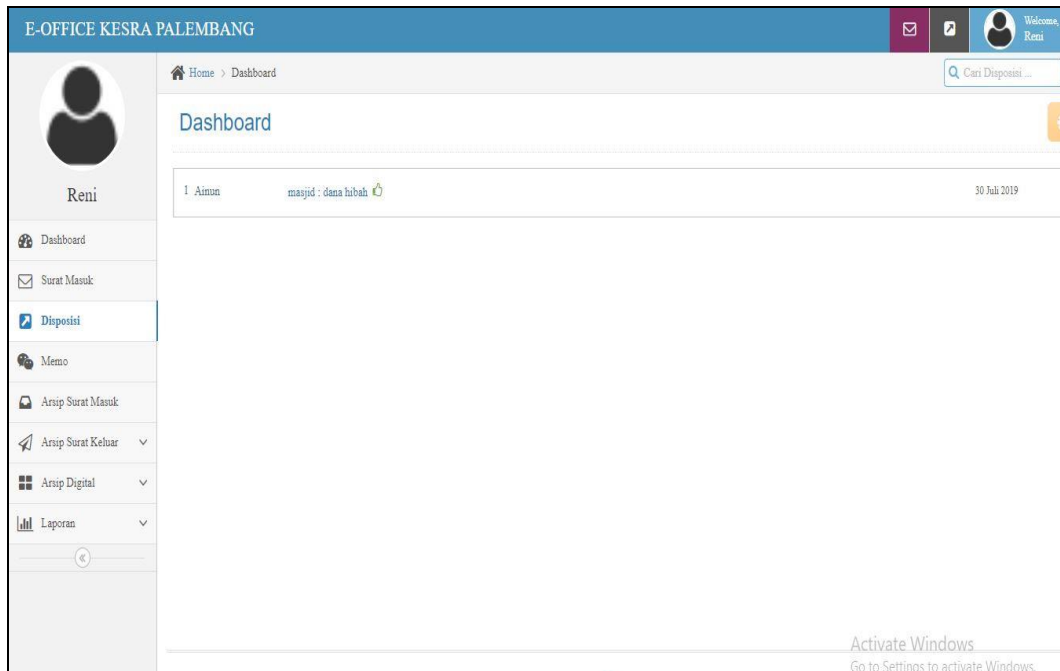 E-OFFICE KESRA PALEMBANG
Welcome,
Reni
Home > Dashboard
Cari Disposisi ...
Dashboard
Reni
1 Ainun masjid : dana hibah 30 Juli 2019
Dashboard
Surat Masuk
Disposisi
Memo
Arsip Surat Masuk
Arsip Surat Keluar
Arsip Digital
Laporan
Activate Windows
Go to Settings to activate Windows.